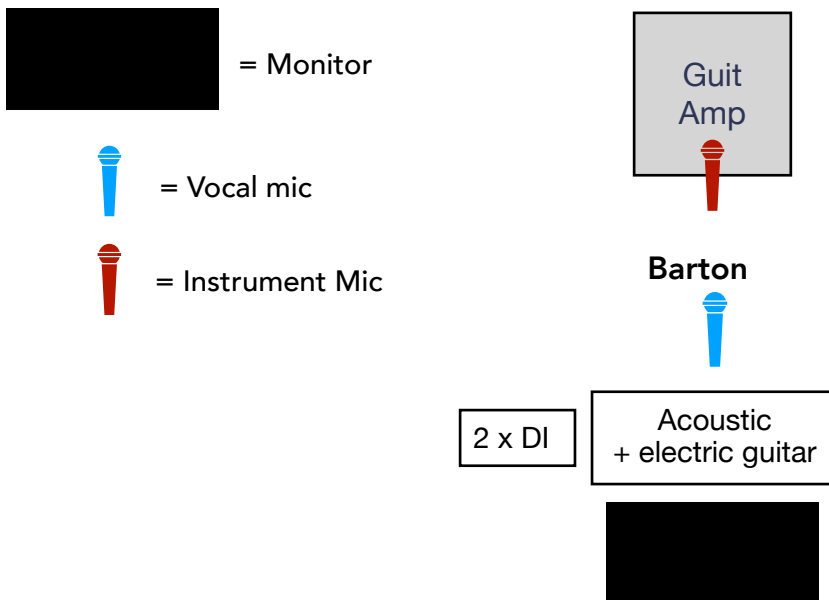 = Monitor
= Vocal mic
= Instrument Mic
Guit
Amp
Barton
2 x DI
Acoustic
+ electric guitar